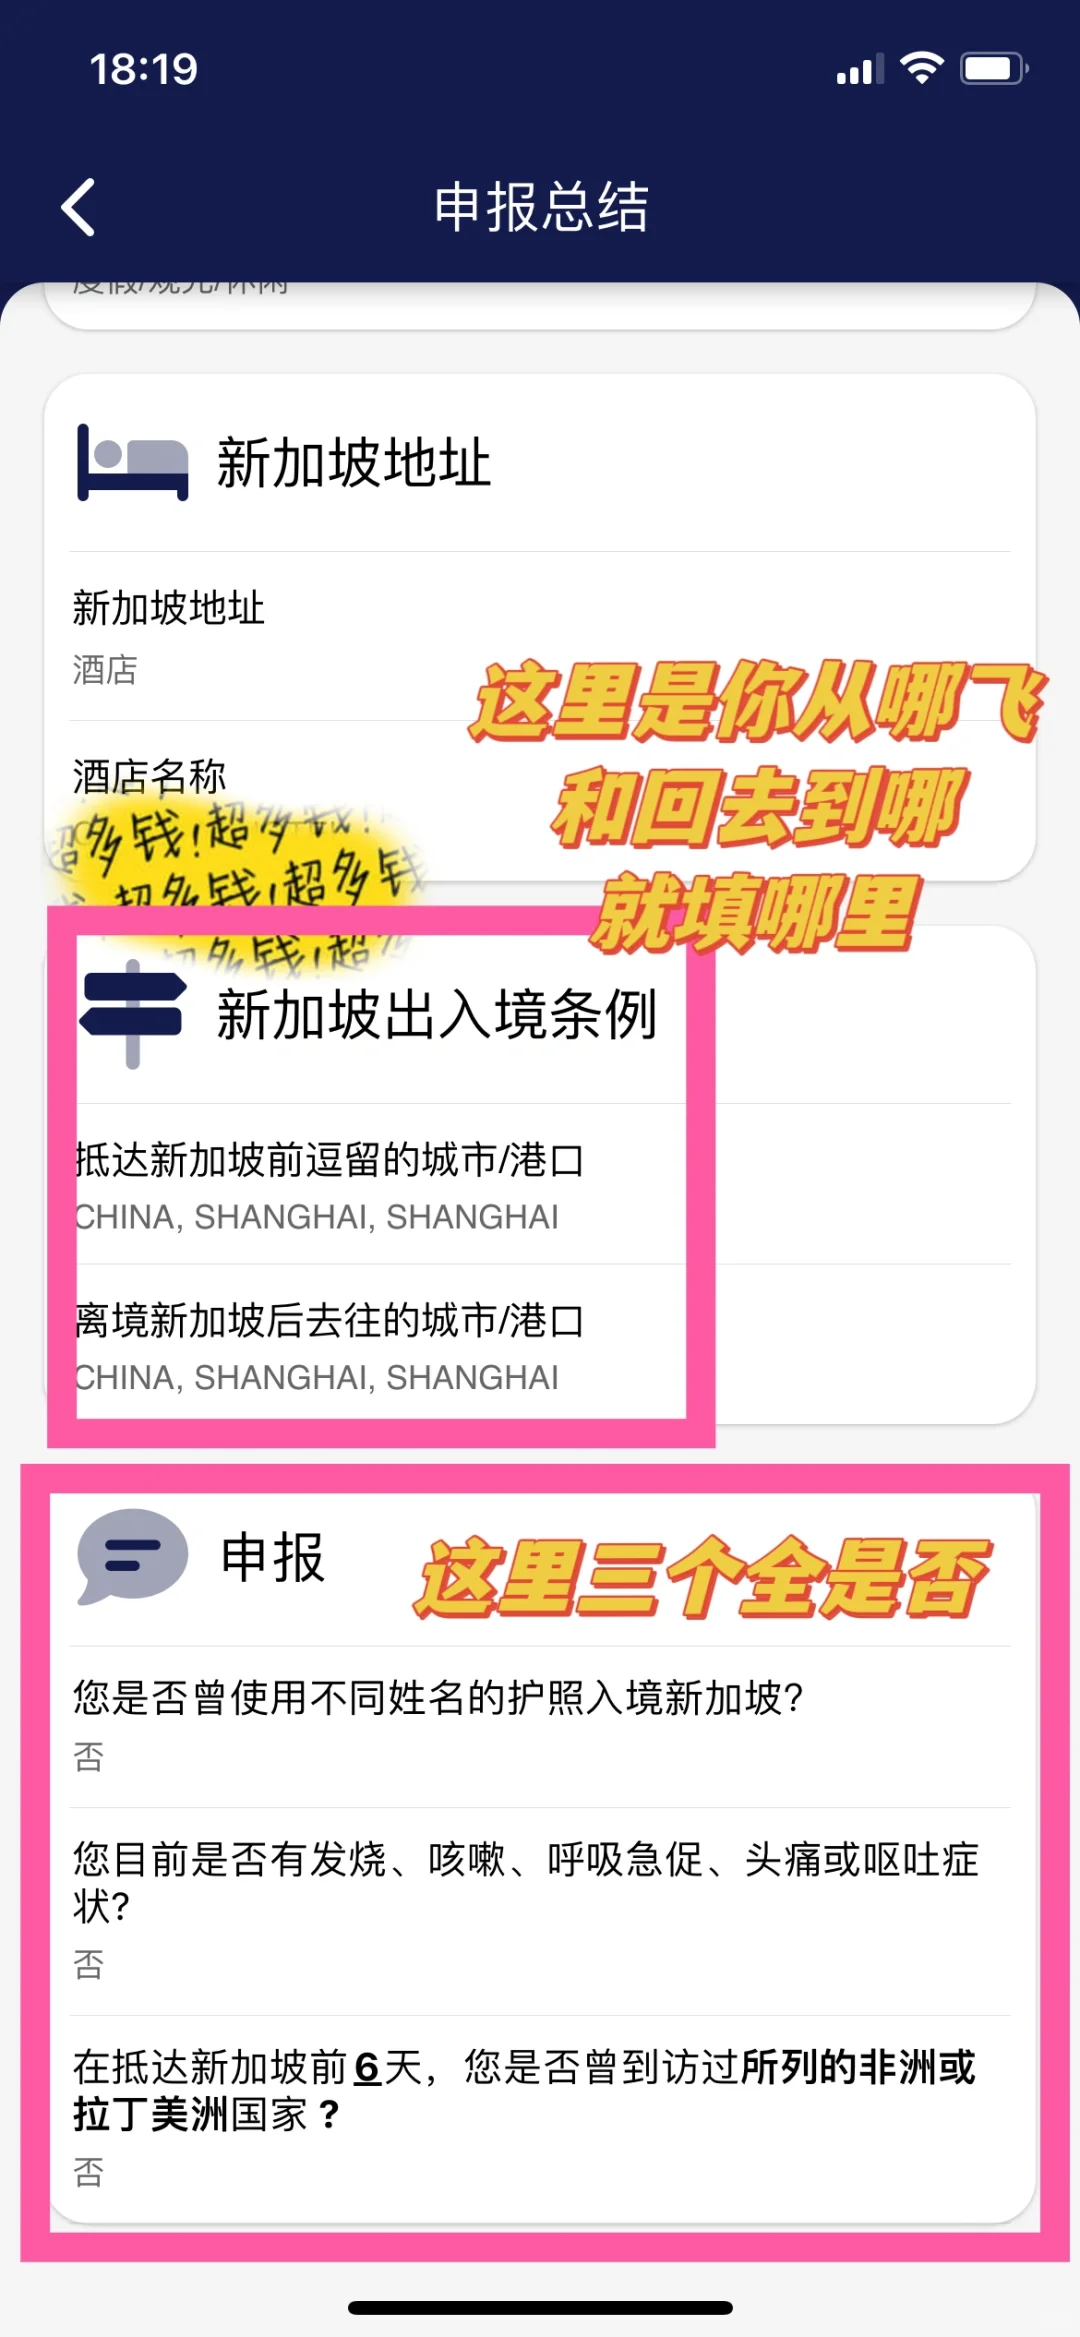 18:19
申报总结
度假/观光/休闲
新加坡地址
新加坡地址
酒店
这里是你从哪飞
酒店名称
和回去到哪
超多钱!超多钱!
超多钱!超多钱
就填哪里
多钱!超
新加坡出入境条例
抵达新加坡前逗留的城市/港口
CHINA, SHANGHAI, SHANGHAI
离境新加坡后去往的城市/港口
CHINA, SHANGHAI, SHANGHAI
申报
这里三个全是否
您是否曾使用不同姓名的护照入境新加坡?
否
您目前是否有发烧、咳嗽、呼吸急促、头痛或呕吐症
状?
否
在抵达新加坡前6天，您是否曾到访过所列的非洲或
拉丁美洲国家？
否